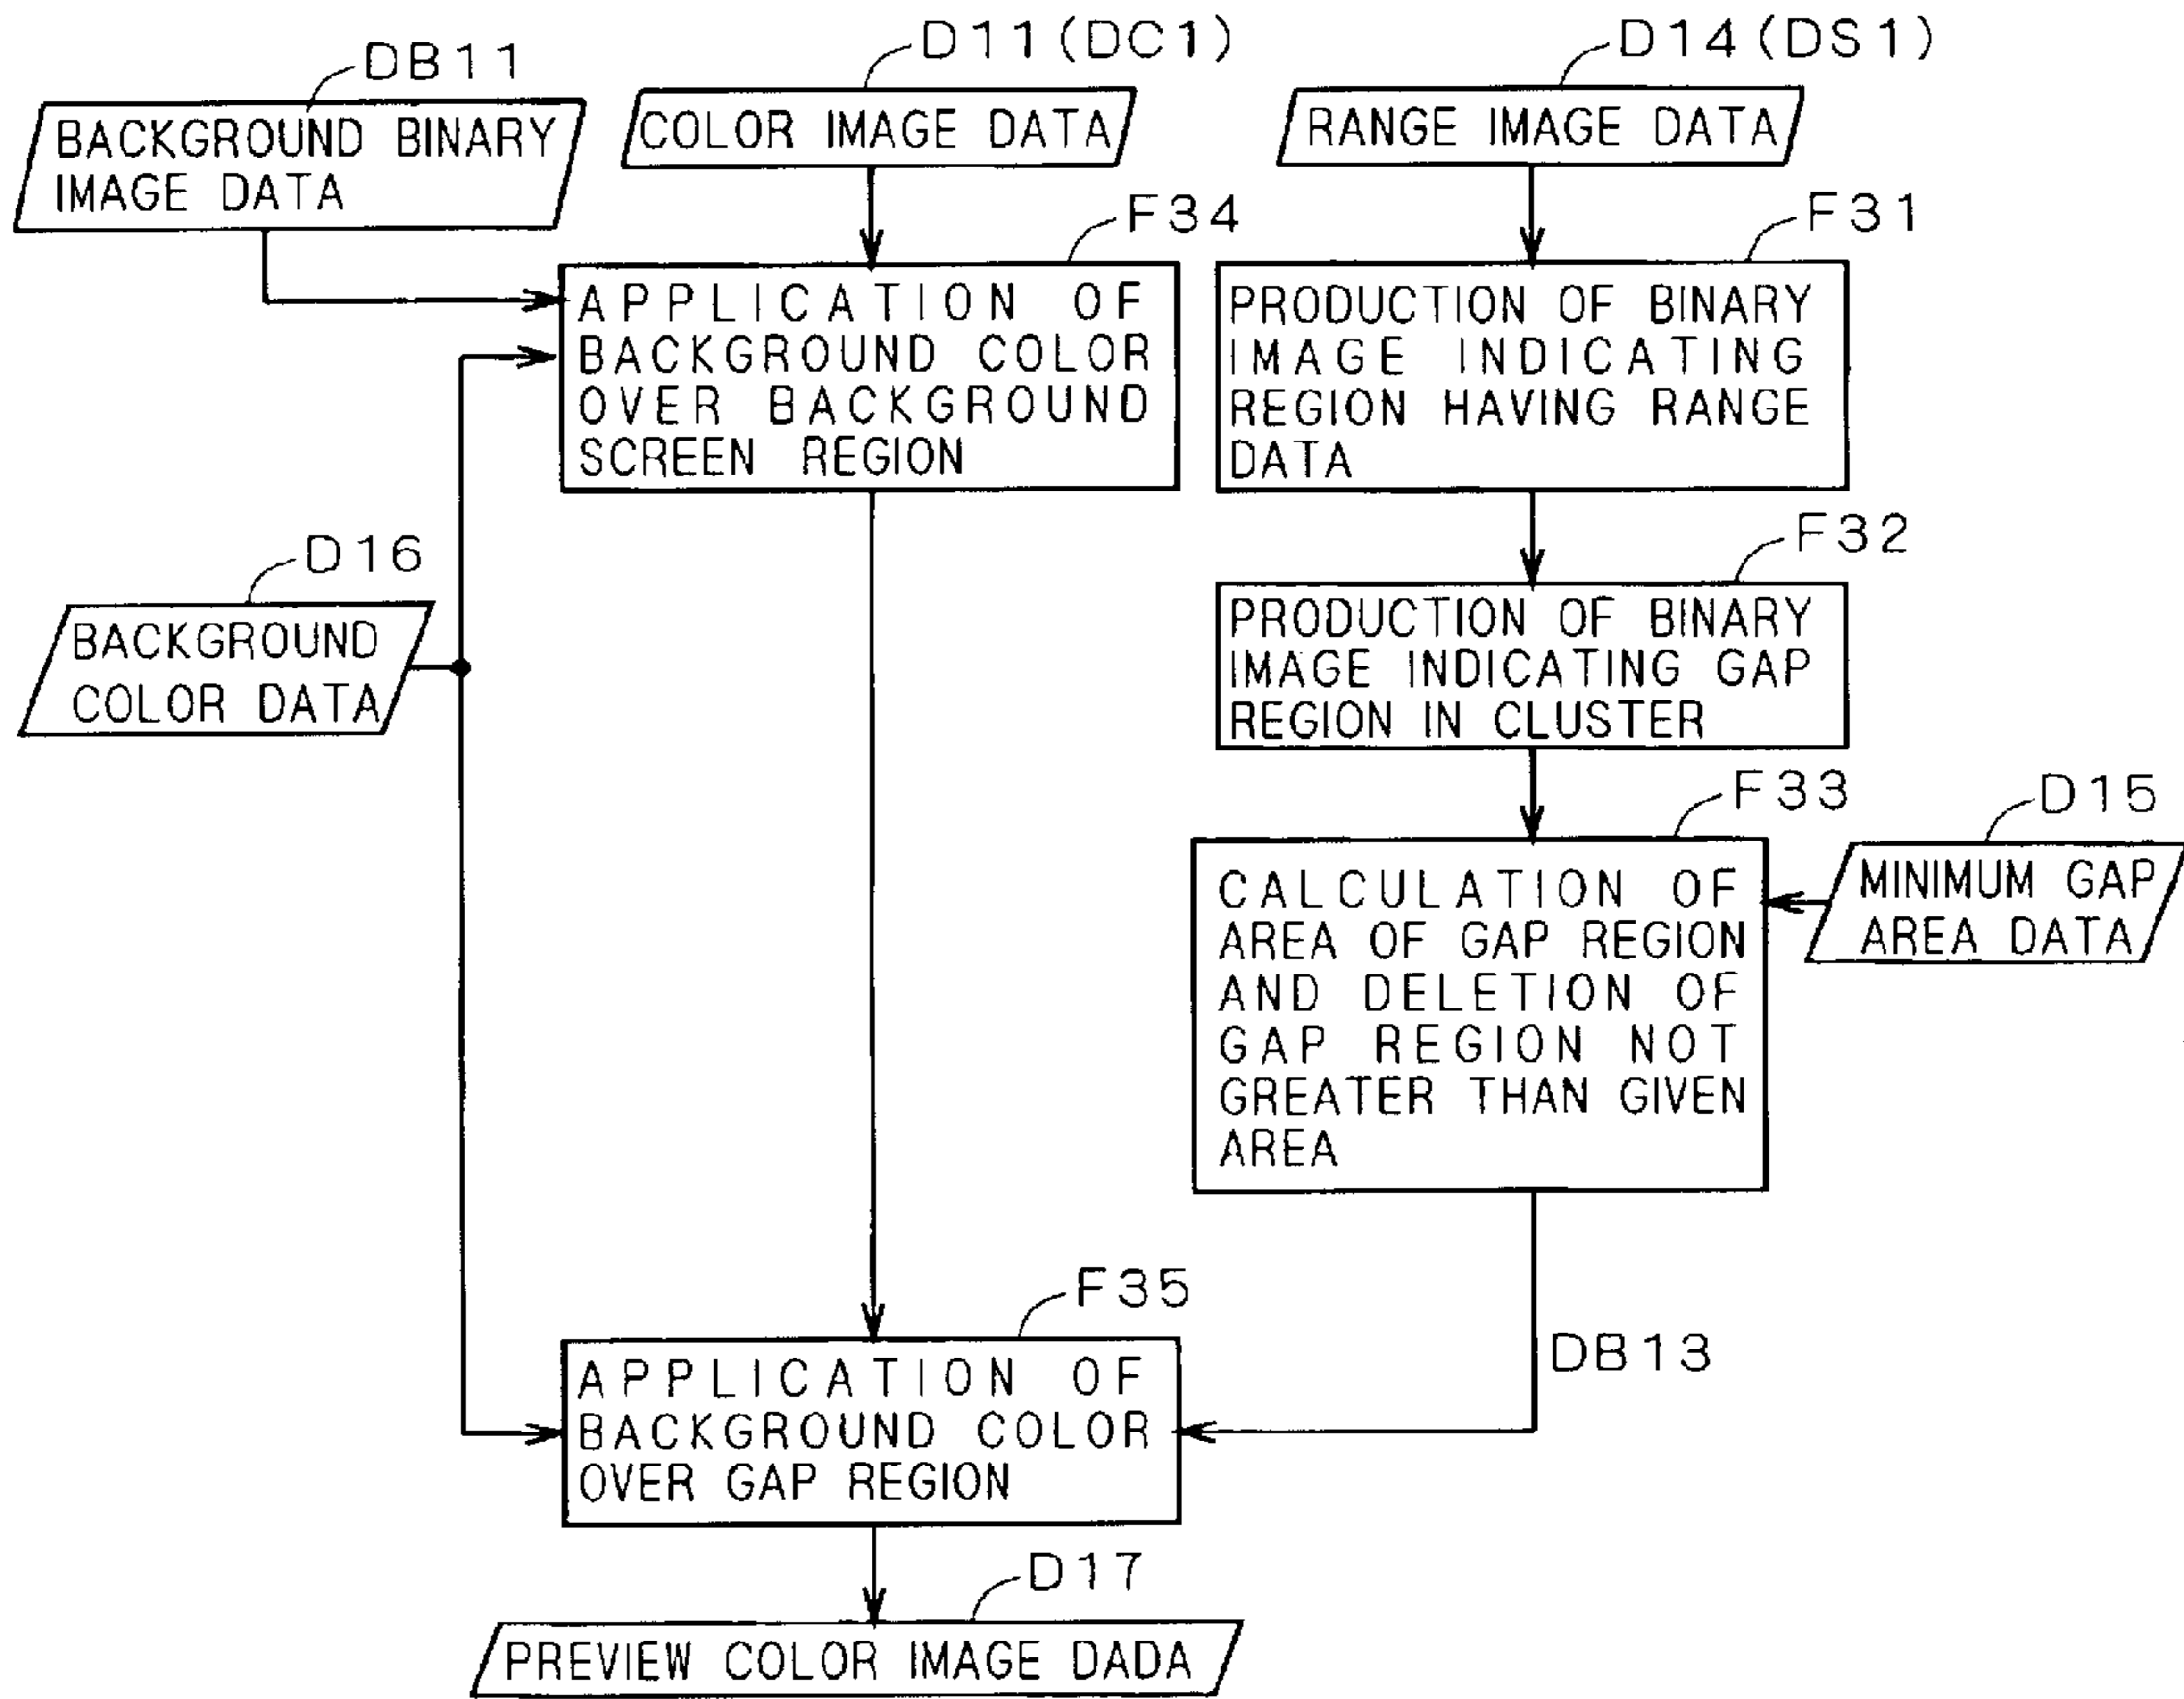 DB11
BACKGROUND BINARY
IMAGE DATA
D11(DC1)
COLOR IMAGE DATA
D14(DS1)
RANGE IMAGE DATA
F34
APPLICATION OF
BACKGROUND COLOR
OVER BACKGROUND
SCREEN REGION
F31
PRODUCTION OF BINARY
IMAGE INDICATING
REGION HAVING RANGE
DATA
D16
BACKGROUND
COLOR DATA
F32
PRODUCTION OF BINARY
IMAGE INDICATING GAP
REGION IN CLUSTER
F33
CALCULATION OF
AREA OF GAP REGION
AND DELETION OF
GAP REGION NOT
GREATER THAN GIVEN
AREA
D15
MINIMUM GAP
AREA DATA
F35
APPLICATION OF
BACKGROUND COLOR
OVER GAP REGION
DB13
D17
PREVIEW COLOR IMAGE DADA